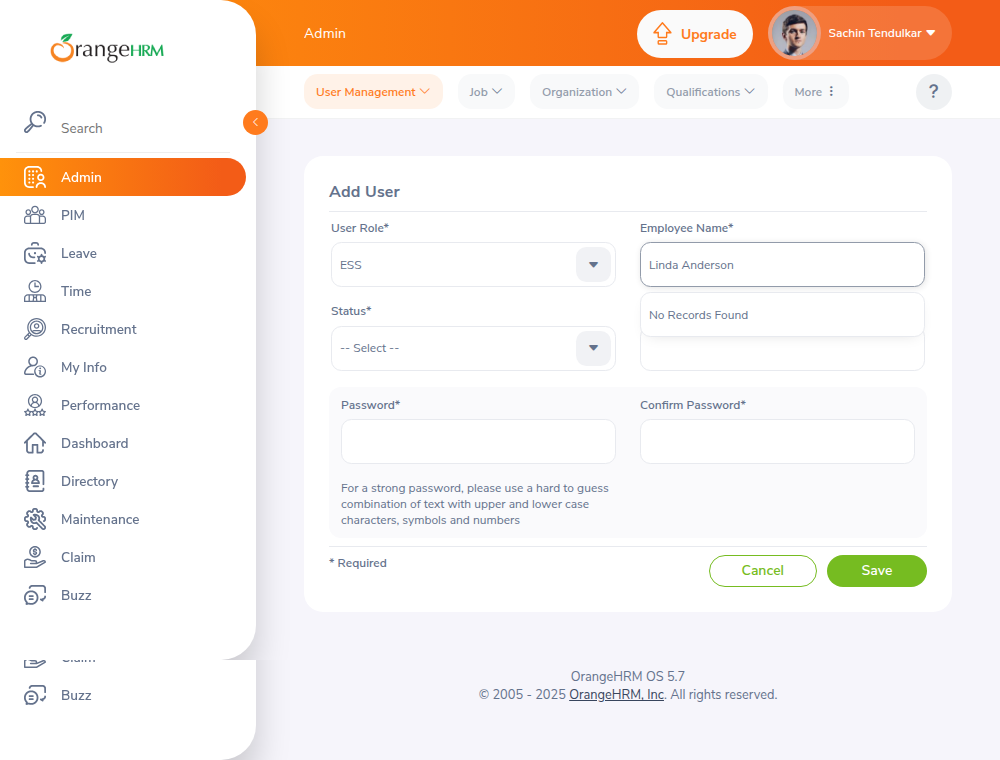 OrangeHRM
Search
Admin
PIM
Leave
Time
Recruitment
My Info
Performance
Dashboard
Directory
Maintenance
Claim
Buzz
Claim
Buzz
Admin
Upgrade
Sachin Tendulkar
User Management
Job
Organization
Qualifications
More
?
Add User
User Role*
Employee Name*
ESS
Linda Anderson
No Records Found
Status*
-- Select --
Password*
Confirm Password*
For a strong password, please use a hard to guess
combination of text with upper and lower case
characters, symbols and numbers
* Required
Cancel
Save
OrangeHRM OS 5.7
© 2005 - 2025 OrangeHRM, Inc. All rights reserved.